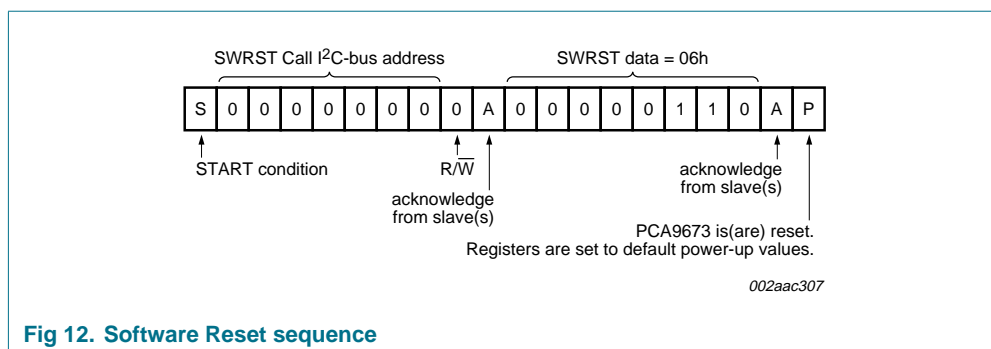 SWRST Call I2C-bus address
SWRST data = 06h
S 0 0 0 0 0 0 0 0 A 0 0 0 0 0 1 1 0 A P
START condition
R/W
acknowledge
from slave(s)
acknowledge
from slave(s)
PCA9673 is(are) reset.
Registers are set to default power-up values.
002aac307
Fig 12. Software Reset sequence